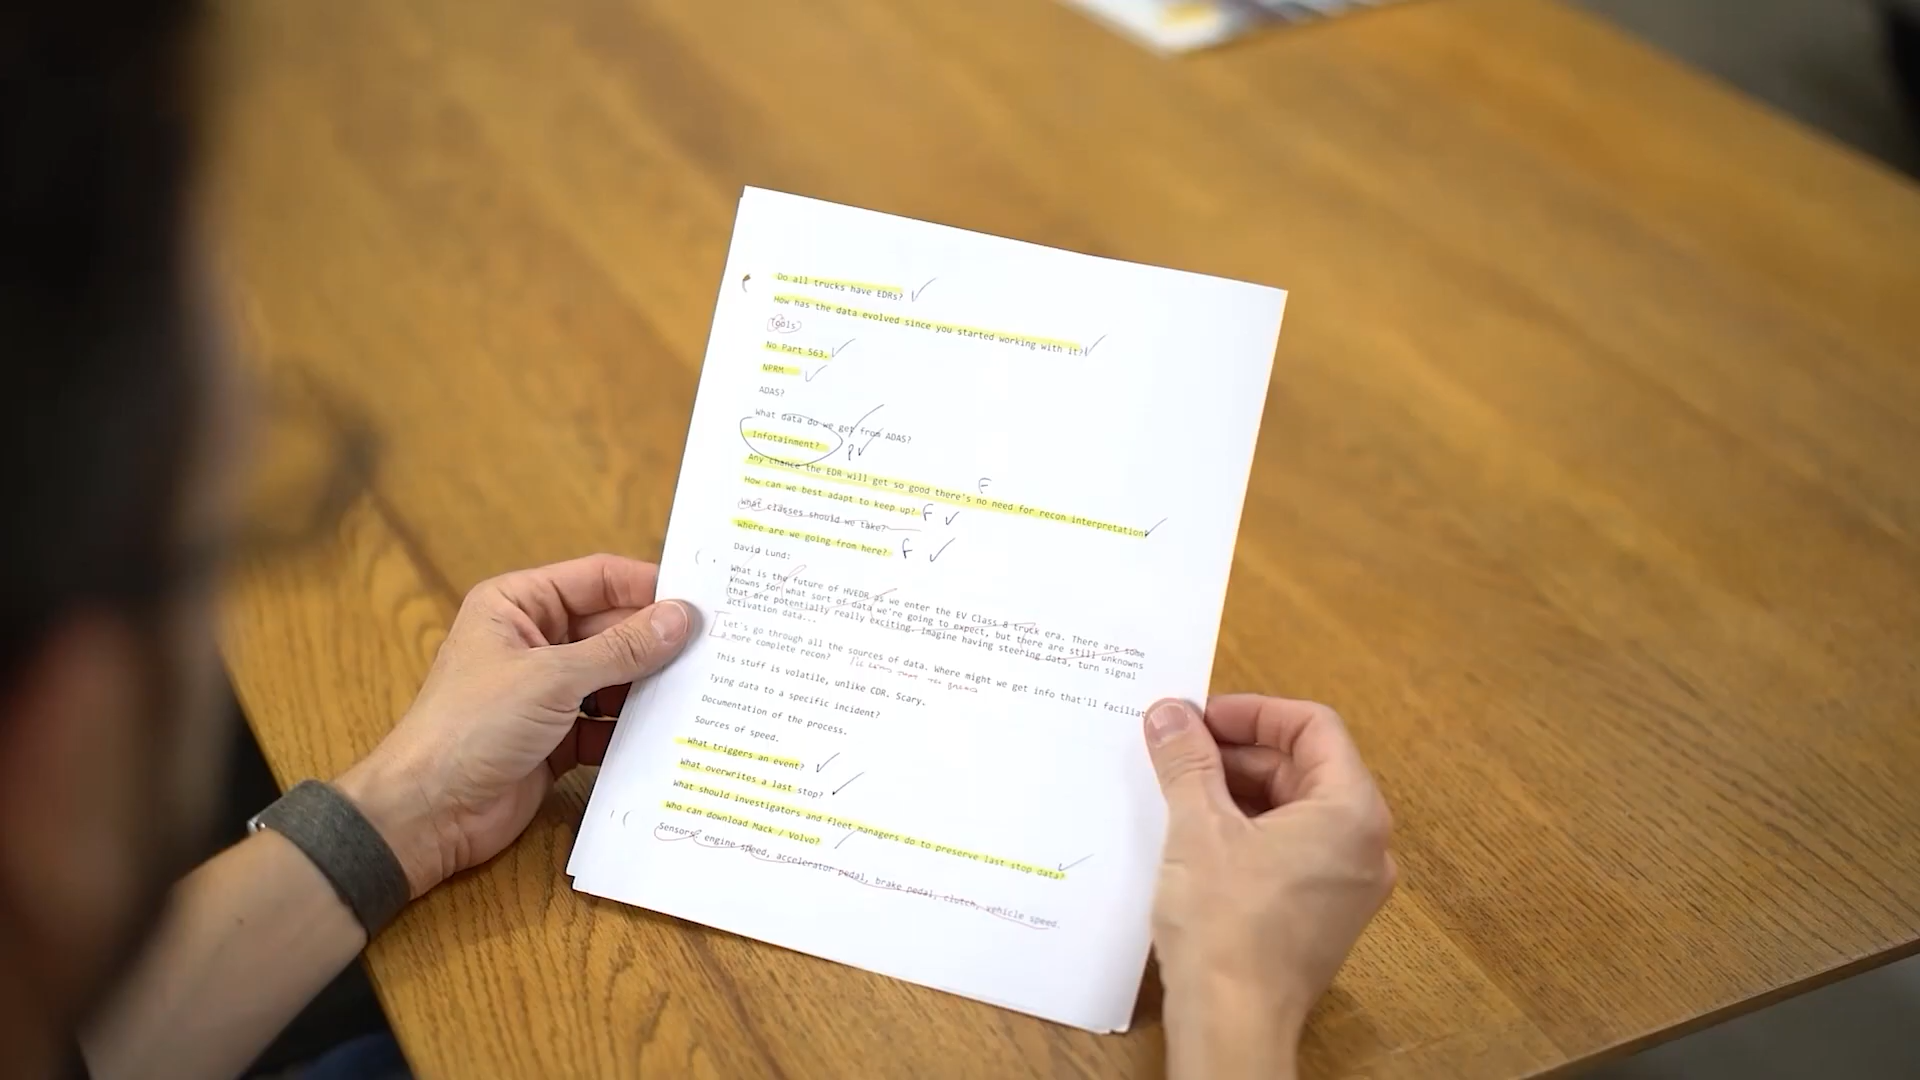 Do all trucks have EDRs?
How has the data evolved since you started working with it?
Tools
No Part 563.
NPRM
ADAS?
What data do we get from ADAS?
Infotainment?
Any chance the EDR will get so good there's no need for recon interpretation?
F
How can we best adapt to keep up? F
What classes should we take?
Where are we going from here? F
David Lund:
What is the future of HVEDR as we enter the EV Class 8 truck era. There are some
knowns for what sort of data we're going to expect, but there are still unknowns
that are potentially really exciting. Imagine having steering data, turn signal
activation data...
Let's go through all the sources of data. Where might we get info that'll faciliat
a more complete recon?
This stuff is volatile, unlike CDR. Scary.
Tying data to a specific incident?
Documentation of the process.
Sources of speed.
What triggers an event?
What overwrites a last stop?
What should investigators and fleet managers do to preserve last stop data?
Who can download Mack / Volvo?
Sensors: engine speed, accelerator pedal, brake pedal, clutch, vehicle speed.